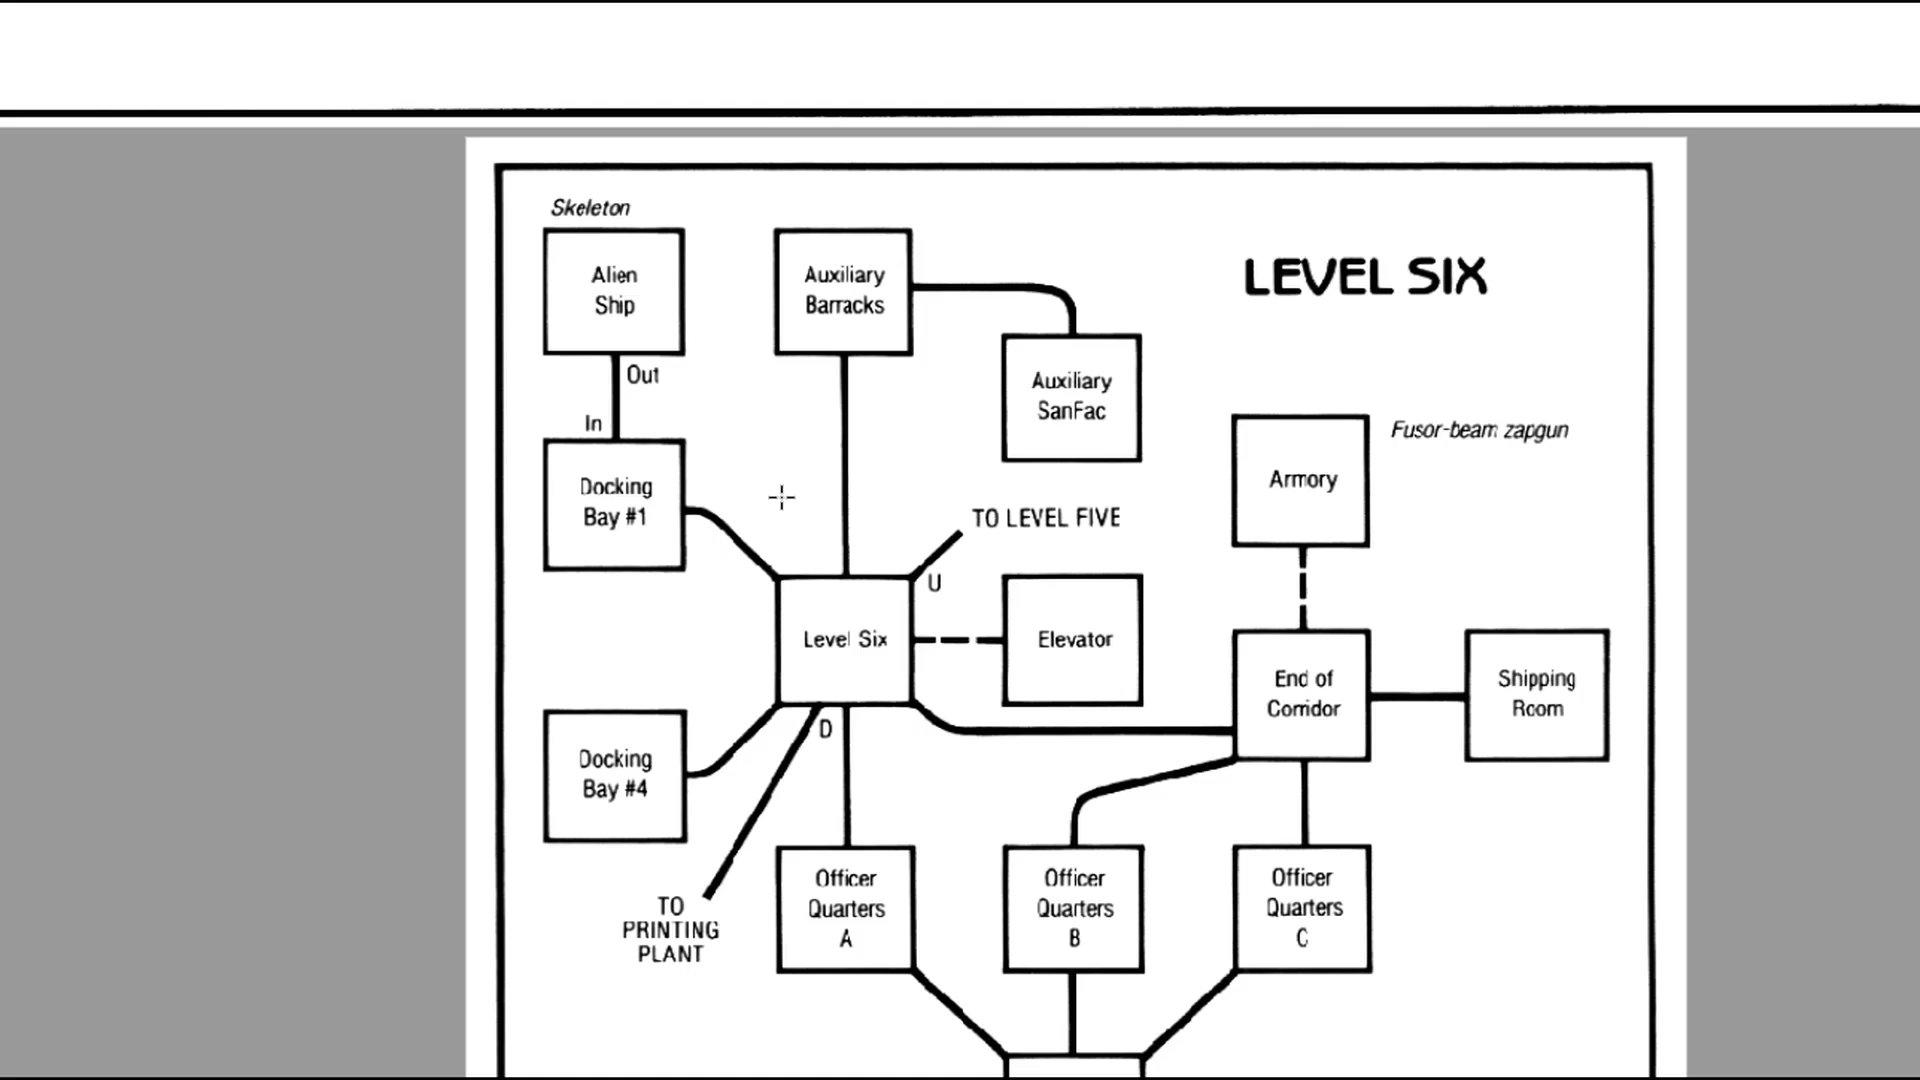 Skeleton
Alien
Ship
Auxiliary
Barracks
LEVEL SIX
Out
Auxiliary
SanFac
In
Fusor-beam zapgun
Armory
Docking
Bay #1
TO LEVEL FIVE
U
Level Six
Elevator
End of
Corridor
Shipping
Room
D
Docking
Bay #4
Officer
Quarters
A
Officer
Quarters
B
Officer
Quarters
C
TO
PRINTING
PLANT